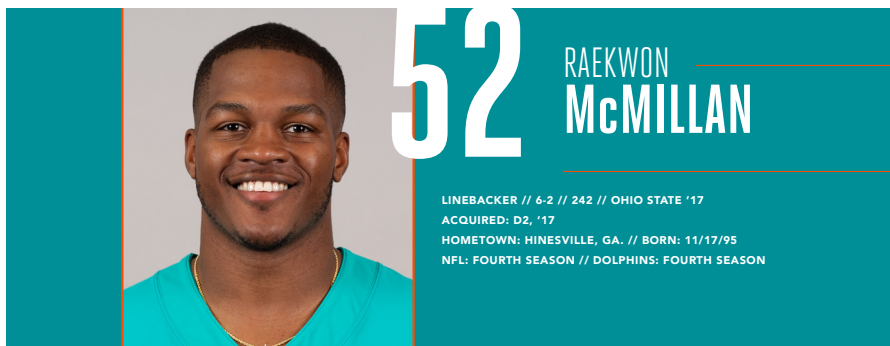 52
RAEKWON
McMILLAN
LINEBACKER // 6-2 // 242 // OHIO STATE ’17
ACQUIRED: D2, ’17
HOMETOWN: HINESVILLE, GA. // BORN: 11/17/95
NFL: FOURTH SEASON // DOLPHINS: FOURTH SEASON